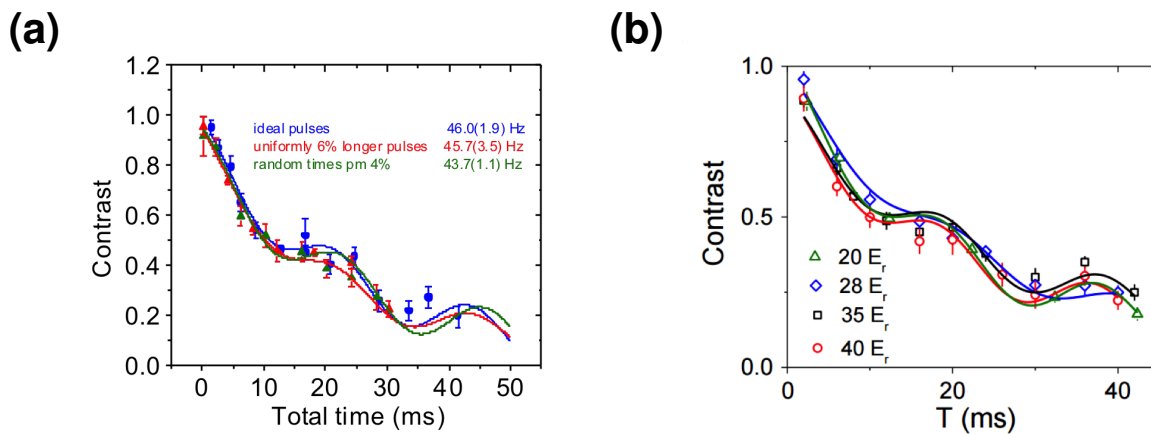 (a)
1.2
1.0
0.8
0.6
0.4
0.2
0.0
Contrast
ideal pulses 46.0(1.9) Hz
uniformly 6% longer pulses 45.7(3.5) Hz
random times pm 4% 43.7(1.1) Hz
0 10 20 30 40 50
Total time (ms)
(b)
1.0
0.5
0.0
Contrast
20 Er
28 Er
35 Er
40 Er
0 10 20 30 40
T (ms)